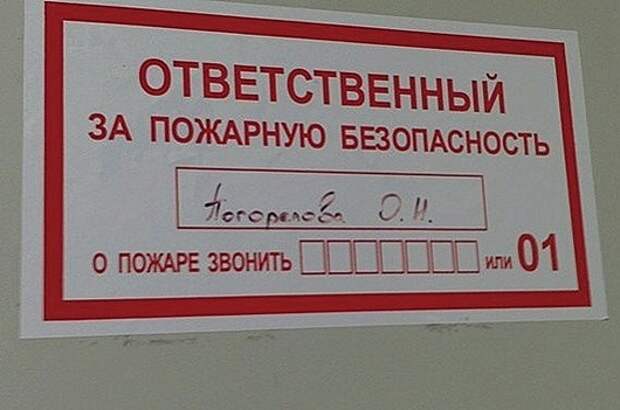 ОТВЕТСТВЕННЫЙ
ЗА ПОЖАРНУЮ БЕЗОПАСНОСТЬ
Погорелова О.Н.
О ПОЖАРЕ ЗВОНИТЬ ИЛИ 01